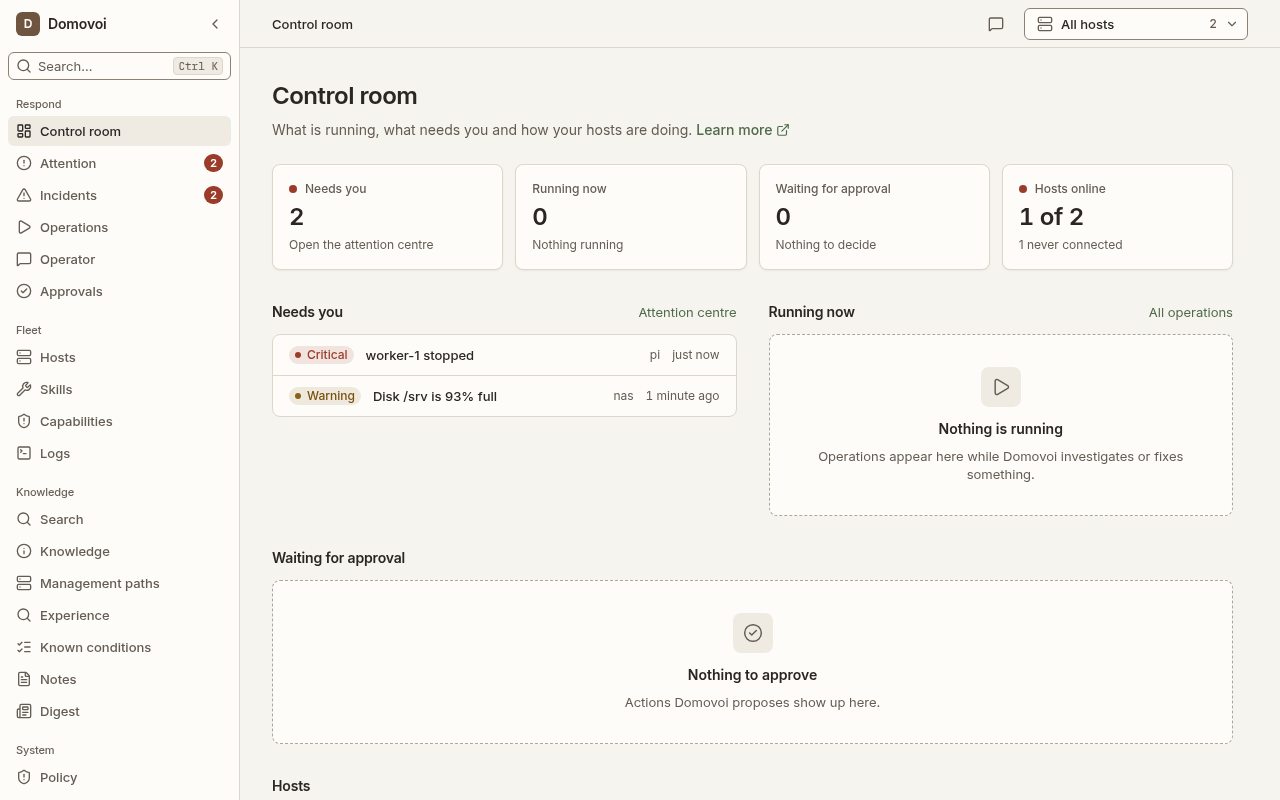 D Domovoi
Search... Ctrl K
Respond
Control room
Attention 2
Incidents 2
Operations
Operator
Approvals
Fleet
Hosts
Skills
Capabilities
Logs
Knowledge
Search
Knowledge
Management paths
Experience
Known conditions
Notes
Digest
System
Policy
Control room
All hosts 2
Control room
What is running, what needs you and how your hosts are doing. Learn more
Needs you
2
Open the attention centre
Running now
0
Nothing running
Waiting for approval
0
Nothing to decide
Hosts online
1 of 2
1 never connected
Needs you Attention centre
Critical worker-1 stopped pi just now
Warning Disk /srv is 93% full nas 1 minute ago
Running now All operations
Nothing is running
Operations appear here while Domovoi investigates or fixes
something.
Waiting for approval
Nothing to approve
Actions Domovoi proposes show up here.
Hosts